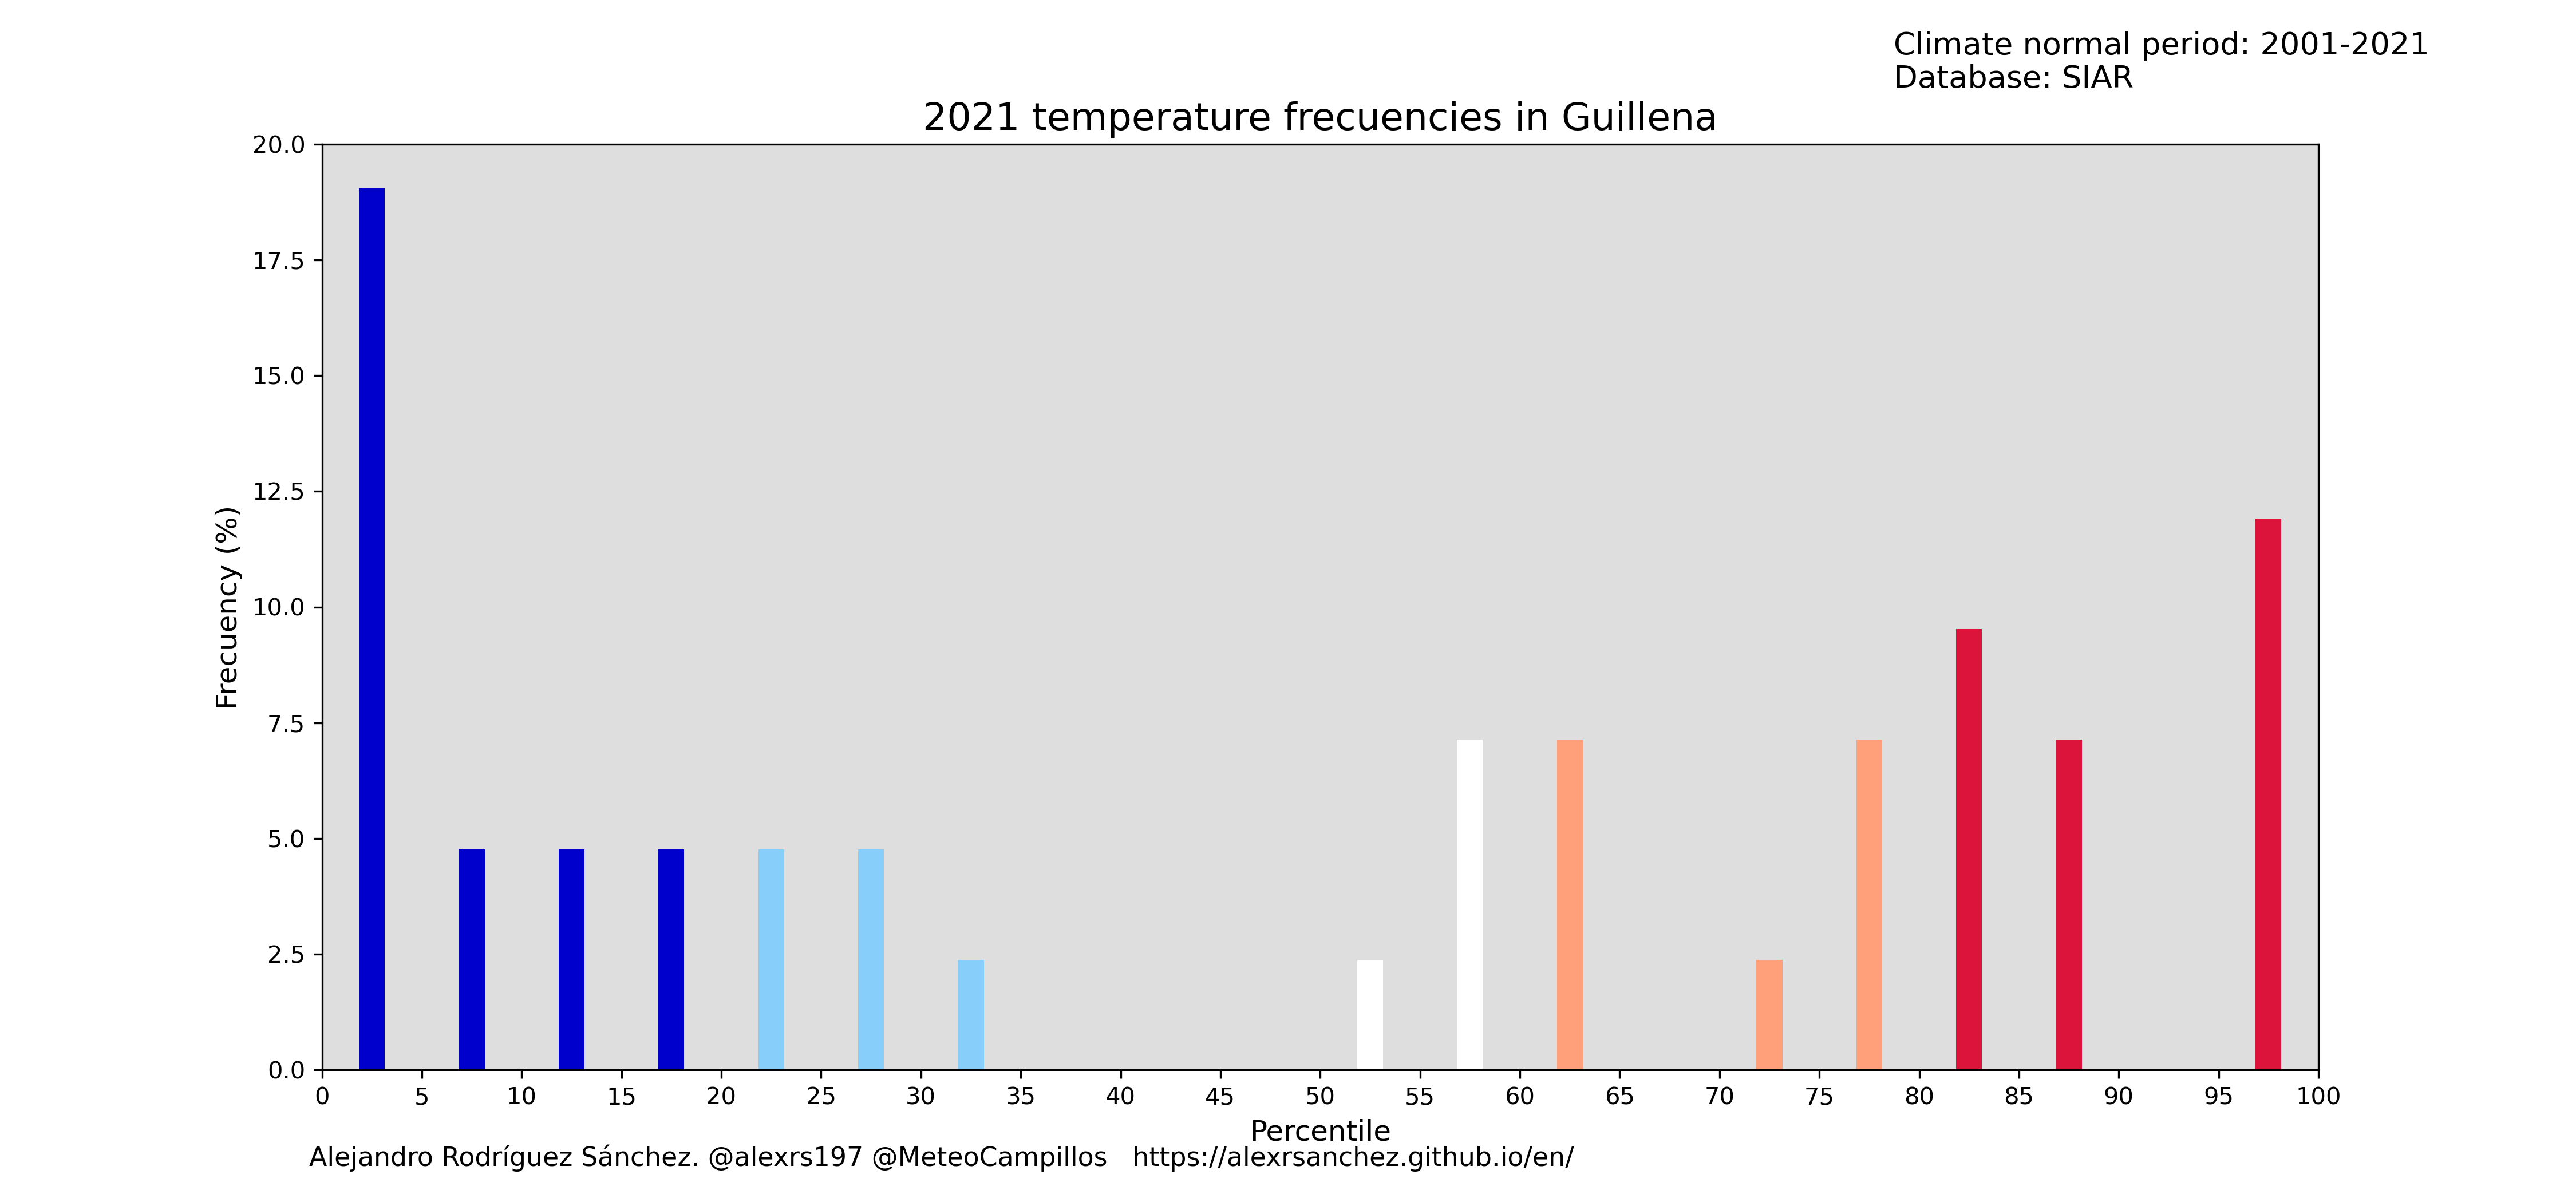 Climate normal period: 2001-2021
Database: SIAR
2021 temperature frecuencies in Guillena
20.0
17.5
15.0
12.5
10.0
7.5
5.0
2.5
0.0
Frecuency (%)
0 5 10 15 20 25 30 35 40 45 50 55 60 65 70 75 80 85 90 95 100
Percentile
Alejandro Rodríguez Sánchez. @alexrs197 @MeteoCampillos https://alexrsanchez.github.io/en/